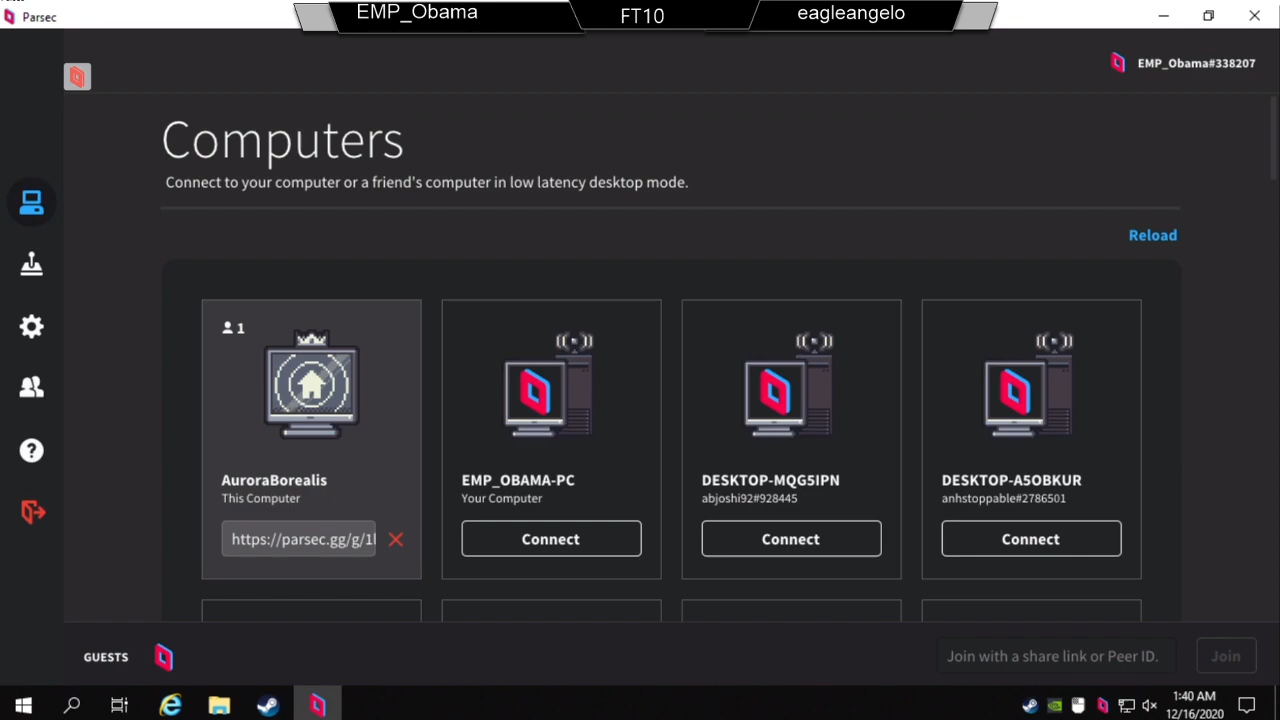 Parsec
EMP_Obama
FT10
eagleangelo
EMP_Obama#338207
Computers
Connect to your computer or a friend's computer in low latency desktop mode.
Reload
1
AuroraBorealis
This Computer
https://parsec.gg/g/1
EMP_OBAMA-PC
Your Computer
Connect
DESKTOP-MQG5IPN
abjoshi92#928445
Connect
DESKTOP-A5OBKUR
anhstoppable#2786501
Connect
GUESTS
Join with a share link or Peer ID.
Join
1:40 AM
12/16/2020